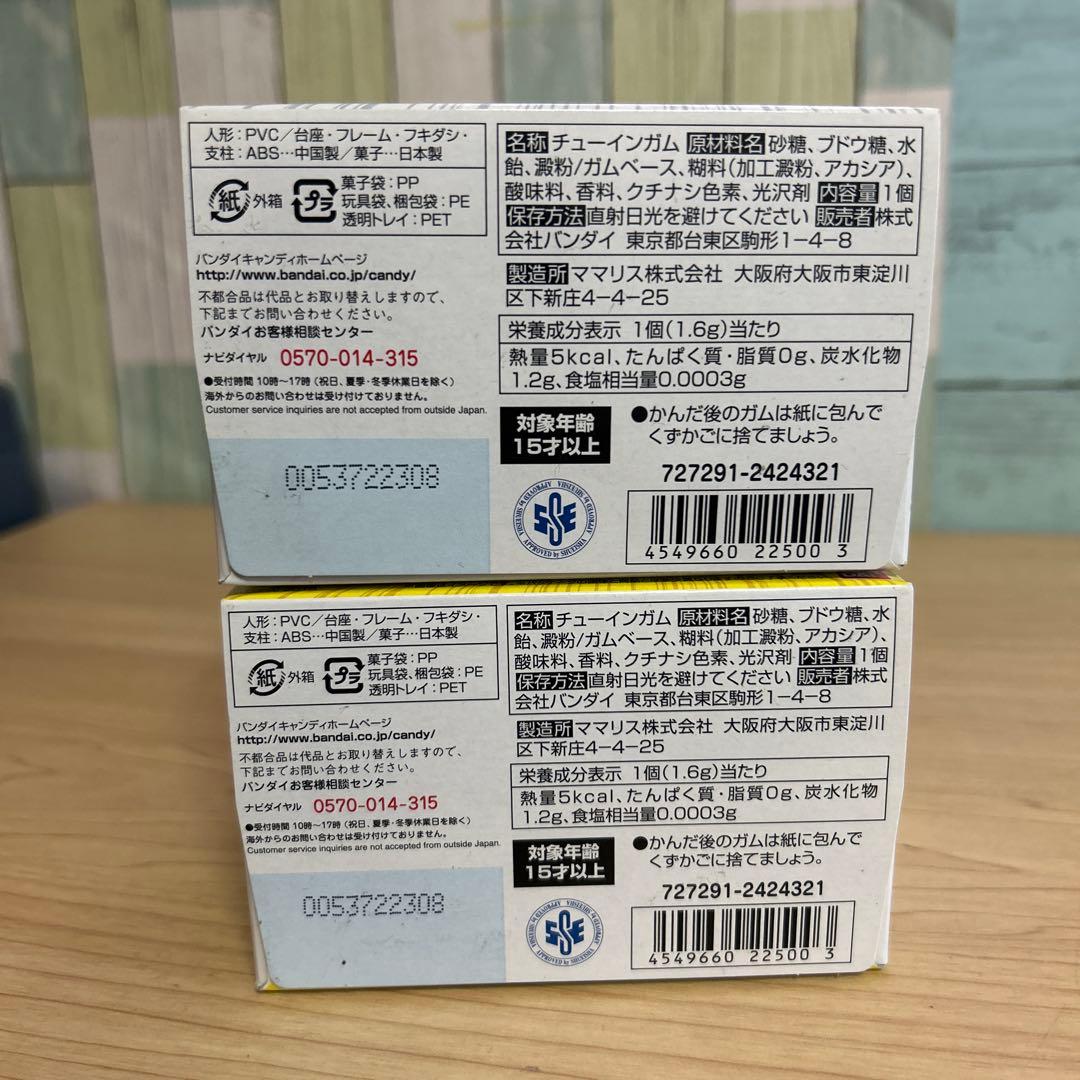 人形：PVC／台座・フレーム・フキダシ・
支柱：ABS…中国製／菓子…日本製
紙 外箱
プラ
菓子袋：PP
玩具袋、梱包袋：PE
透明トレイ：PET
バンダイキャンディホームページ
http://www.bandai.co.jp/candy/
不都合品は代品とお取り替えしますので、
下記までお問い合わせください。
バンダイお客様相談センター
ナビダイヤル 0570-014-315
●受付時間 10時～17時（祝日、夏季・冬季休業日を除く）
海外からのお問い合わせは受け付けておりません。
Customer service inquiries are not accepted from outside Japan.
0053722308
名称 チューインガム 原材料名 砂糖、ブドウ糖、水
飴、澱粉/ガムベース、糊料（加工澱粉、アカシア）、
酸味料、香料、クチナシ色素、光沢剤 内容量 1個
保存方法 直射日光を避けてください 販売者 株式
会社バンダイ 東京都台東区駒形1-4-8
製造所 ママリス株式会社 大阪府大阪市東淀川
区下新庄4-4-25
栄養成分表示 1個（1.6g）当たり
熱量5kcal、たんぱく質・脂質0g、炭水化物
1.2g、食塩相当量0.0003g
対象年齢
15才以上
●かんだ後のガムは紙に包んで
くずかごに捨てましょう。
727291-2424321
APPROVED by SHUEISHA
APPROVED by SHUEISHA
4549660 22500 3
人形：PVC／台座・フレーム・フキダシ・
支柱：ABS…中国製／菓子…日本製
紙 外箱
プラ
菓子袋：PP
玩具袋、梱包袋：PE
透明トレイ：PET
バンダイキャンディホームページ
http://www.bandai.co.jp/candy/
不都合品は代品とお取り替えしますので、
下記までお問い合わせください。
バンダイお客様相談センター
ナビダイヤル 0570-014-315
●受付時間 10時～17時（祝日、夏季・冬季休業日を除く）
海外からのお問い合わせは受け付けておりません。
Customer service inquiries are not accepted from outside Japan.
0053722308
名称 チューインガム 原材料名 砂糖、ブドウ糖、水
飴、澱粉/ガムベース、糊料（加工澱粉、アカシア）、
酸味料、香料、クチナシ色素、光沢剤 内容量 1個
保存方法 直射日光を避けてください 販売者 株式
会社バンダイ 東京都台東区駒形1-4-8
製造所 ママリス株式会社 大阪府大阪市東淀川
区下新庄4-4-25
栄養成分表示 1個（1.6g）当たり
熱量5kcal、たんぱく質・脂質0g、炭水化物
1.2g、食塩相当量0.0003g
対象年齢
15才以上
●かんだ後のガムは紙に包んで
くずかごに捨てましょう。
727291-2424321
APPROVED by SHUEISHA
APPROVED by SHUEISHA
4549660 22500 3